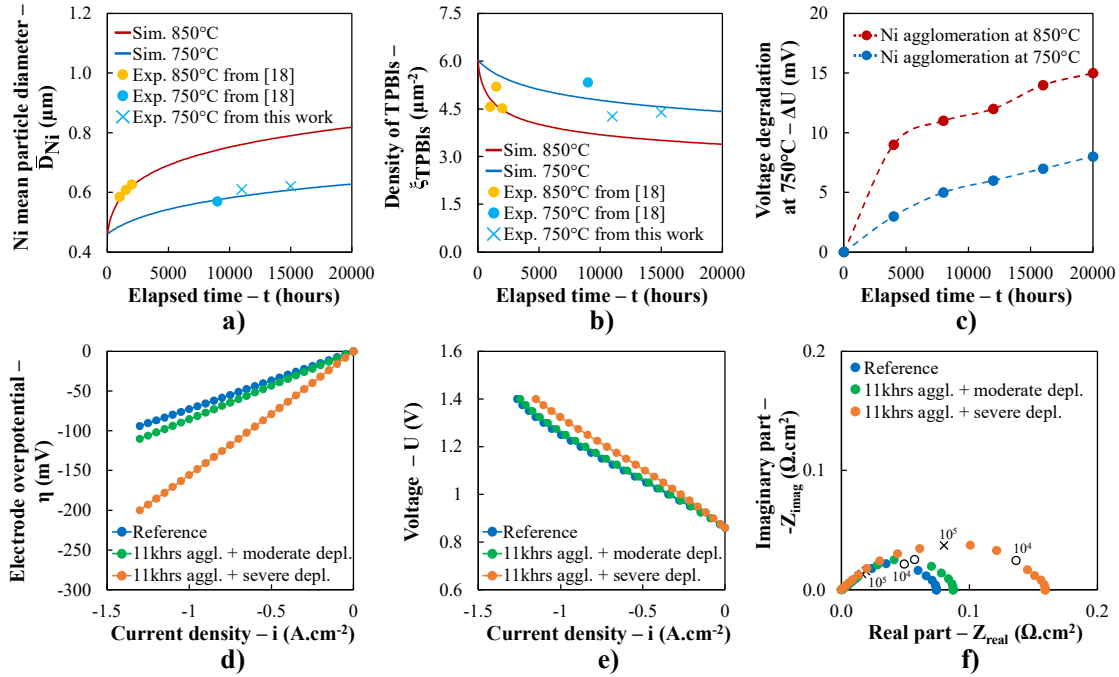 Ni mean particle diameter –
D̅Ni (μm)
1.2
1.0
0.8
0.6
0.4
Sim. 850°C
Sim. 750°C
Exp. 850°C from [18]
Exp. 750°C from [18]
Exp. 750°C from this work
0 5000 10000 15000 20000
Elapsed time – t (hours)
a)
Density of TPBls –
ξTPBls (μm-2)
7.5
6.0
4.5
3.0
1.5
0.0
Sim. 850°C
Sim. 750°C
Exp. 850°C from [18]
Exp. 750°C from [18]
Exp. 750°C from this work
0 5000 10000 15000 20000
Elapsed time – t (hours)
b)
Voltage degradation
at 750°C – ΔU (mV)
20
15
10
5
0
Ni agglomeration at 850°C
Ni agglomeration at 750°C
0 5000 10000 15000 20000
Elapsed time – t (hours)
c)
Electrode overpotential –
η (mV)
0
-50
-100
-150
-200
-250
-300
Reference
11khrs aggl. + moderate depl.
11khrs aggl. + severe depl.
-1.5 -1 -0.5 0
Current density – i (A.cm-2)
d)
Voltage – U (V)
1.6
1.4
1.2
1
0.8
0.6
Reference
11khrs aggl. + moderate depl.
11khrs aggl. + severe depl.
-1.5 -1 -0.5 0
Current density – i (A.cm-2)
e)
Imaginary part –
-Zimag (Ω.cm2)
0.2
0.1
0.0
Reference
11khrs aggl. + moderate depl.
11khrs aggl. + severe depl.
10⁵
10⁴
10⁵
10⁴
0.0 0.1 0.2
Real part – Zreal (Ω.cm2)
f)